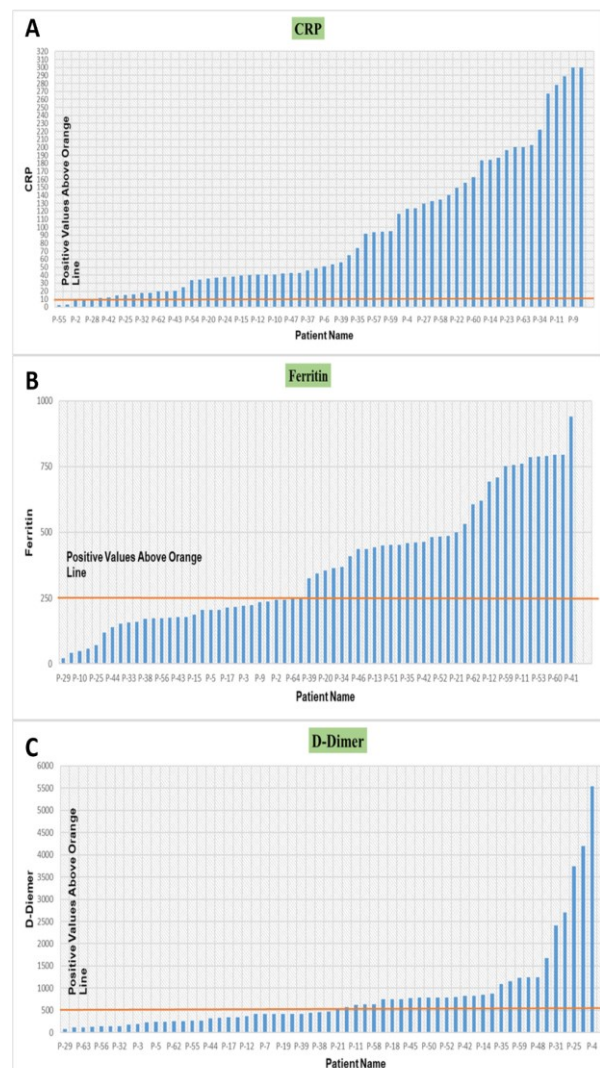 A
CRP
320
310
300
290
280
270
260
250
240
230
220
210
200
190
180
170
160
150
140
130
120
110
100
90
80
70
60
50
40
30
20
10
0
CRP
Positive Values Above Orange
Line
P-55 P-2 P-28 P-42 P-25 P-32 P-62 P-43 P-54 P-20 P-24 P-15 P-12 P-10 P-47 P-37 P-6 P-39 P-35 P-57 P-59 P-4 P-27 P-58 P-22 P-60 P-14 P-23 P-63 P-34 P-11 P-9
Patient Name
B
Ferritin
1000
750
500
250
0
Ferritin
Positive Values Above Orange
Line
P-29 P-10 P-25 P-44 P-33 P-38 P-56 P-43 P-15 P-5 P-17 P-3 P-9 P-2 P-64 P-39 P-20 P-34 P-46 P-13 P-51 P-35 P-42 P-52 P-21 P-62 P-12 P-59 P-11 P-53 P-60 P-41
Patient Name
C
D-Dimer
6000
5500
5000
4500
4000
3500
3000
2500
2000
1500
1000
500
0
D-Diemer
Positive Values Above Orange
Line
P-29 P-63 P-56 P-32 P-3 P-5 P-62 P-55 P-44 P-17 P-12 P-7 P-19 P-39 P-38 P-21 P-11 P-58 P-18 P-45 P-50 P-52 P-42 P-14 P-35 P-59 P-48 P-31 P-25 P-4
Patient Name